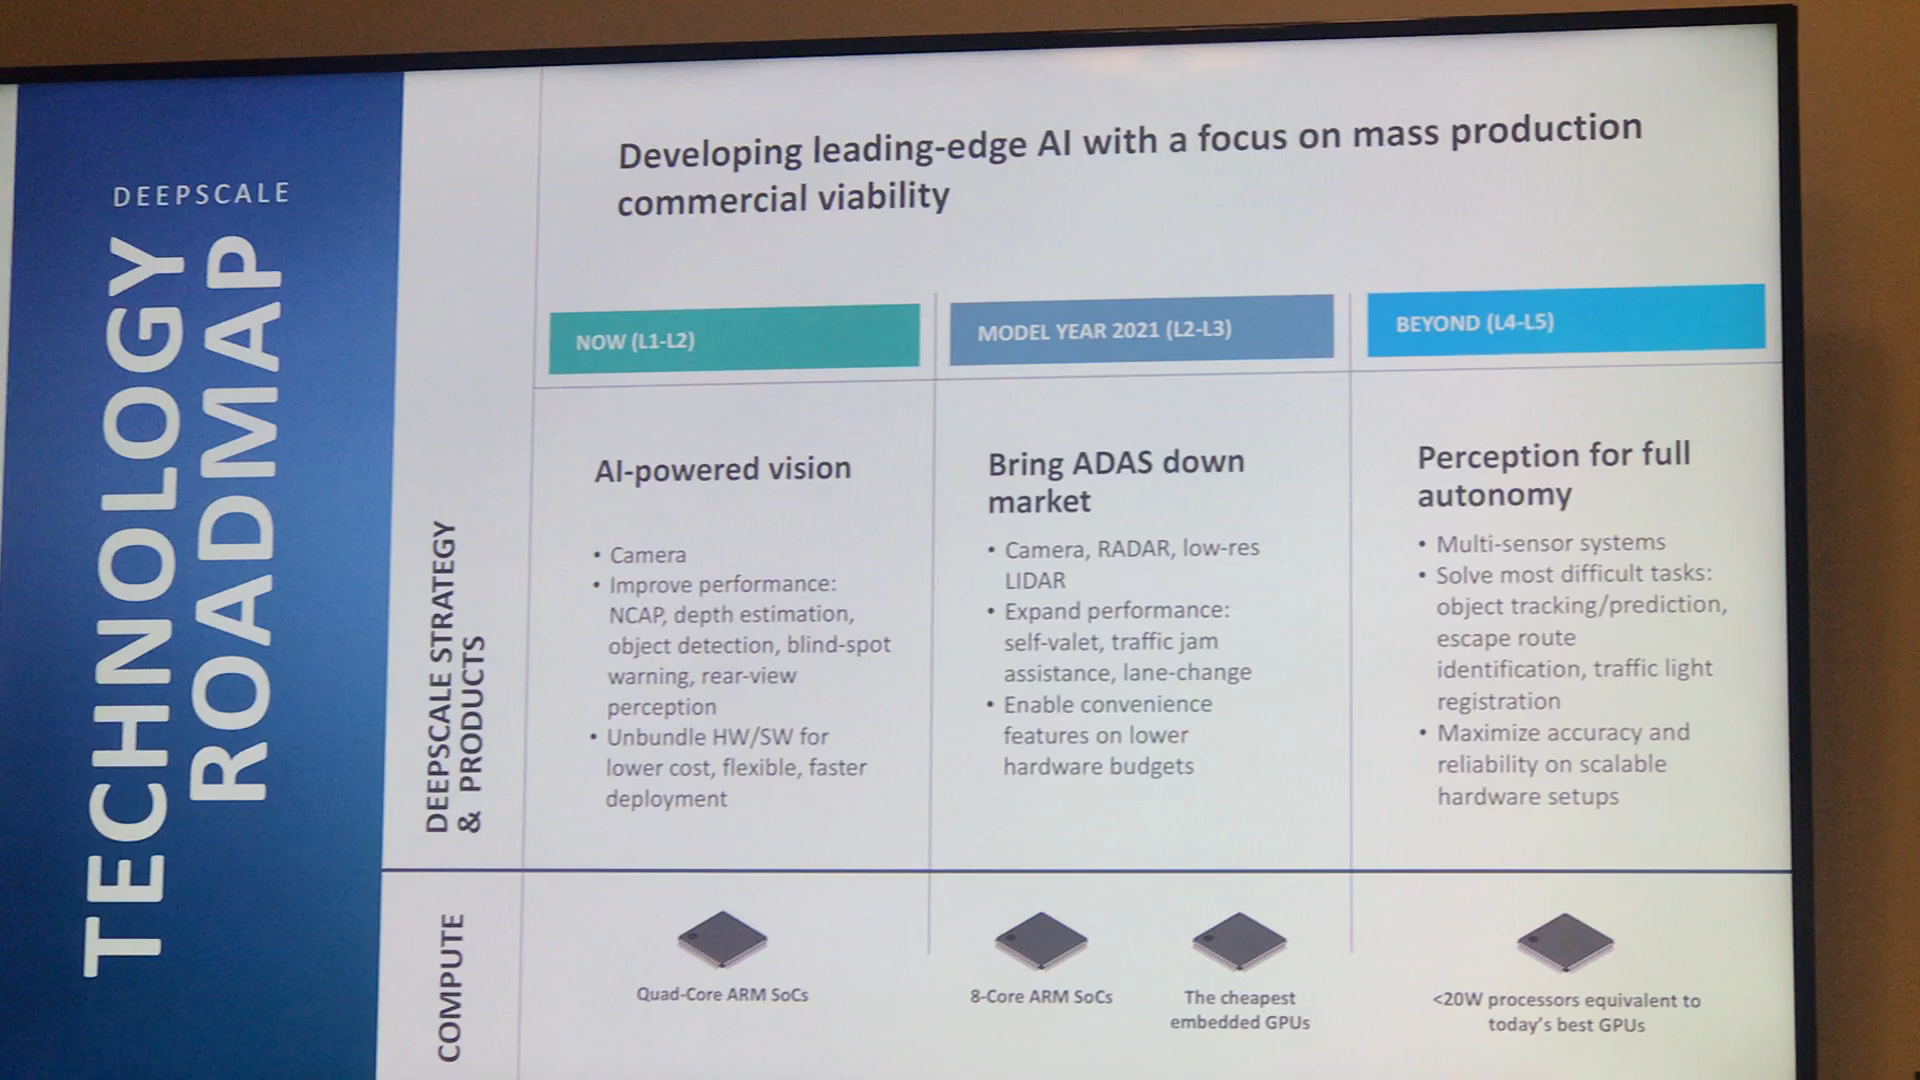 DEEPSCALE
TECHNOLOGY
ROADMAP
Developing leading-edge AI with a focus on mass production
commercial viability
NOW (L1-L2)
MODEL YEAR 2021 (L2-L3)
BEYOND (L4-L5)
DEEPSCALE STRATEGY
& PRODUCTS
AI-powered vision
• Camera
• Improve performance:
NCAP, depth estimation,
object detection, blind-spot
warning, rear-view
perception
• Unbundle HW/SW for
lower cost, flexible, faster
deployment
Bring ADAS down
market
• Camera, RADAR, low-res
LIDAR
• Expand performance:
self-valet, traffic jam
assistance, lane-change
• Enable convenience
features on lower
hardware budgets
Perception for full
autonomy
• Multi-sensor systems
• Solve most difficult tasks:
object tracking/prediction,
escape route
identification, traffic light
registration
• Maximize accuracy and
reliability on scalable
hardware setups
COMPUTE
Quad-Core ARM SoCs
8-Core ARM SoCs
The cheapest
embedded GPUs
<20W processors equivalent to
today's best GPUs